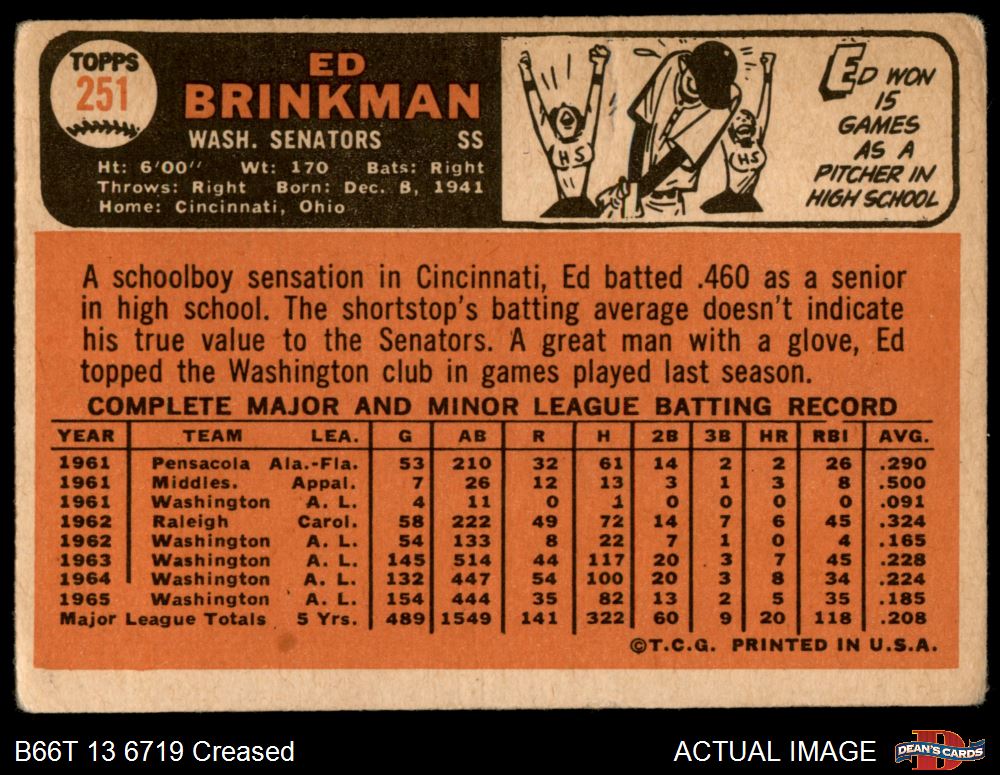 TOPPS
251
ED
BRINKMAN
WASH. SENATORS SS
Ht: 6'00" Wt: 170 Bats: Right
Throws: Right Born: Dec. 8, 1941
Home: Cincinnati, Ohio
HS
HS
ED WON
15
GAMES
AS A
PITCHER IN
HIGH SCHOOL
A schoolboy sensation in Cincinnati, Ed batted .460 as a senior
in high school. The shortstop's batting average doesn't indicate
his true value to the Senators. A great man with a glove, Ed
topped the Washington club in games played last season.
COMPLETE MAJOR AND MINOR LEAGUE BATTING RECORD
YEAR TEAM LEA. G AB R H 2B 3B HR RBI AVG.
1961 Pensacola Ala.-Fla. 53 210 32 61 14 2 2 26 .290
1961 Middles. Appal. 7 26 12 13 3 1 3 8 .500
1961 Washington A. L. 4 11 0 1 0 0 0 0 .091
1962 Raleigh Carol. 58 222 49 72 14 7 6 45 .324
1962 Washington A. L. 54 133 8 22 7 1 0 4 .165
1963 Washington A. L. 145 514 44 117 20 3 7 45 .228
1964 Washington A. L. 132 447 54 100 20 3 8 34 .224
1965 Washington A. L. 154 444 35 82 13 2 5 35 .185
Major League Totals 5 Yrs. 489 1549 141 322 60 9 20 118 .208
©T.C.G. PRINTED IN U.S.A.
B66T 13 6719 Creased
ACTUAL IMAGE
D
DEAN'S CARDS